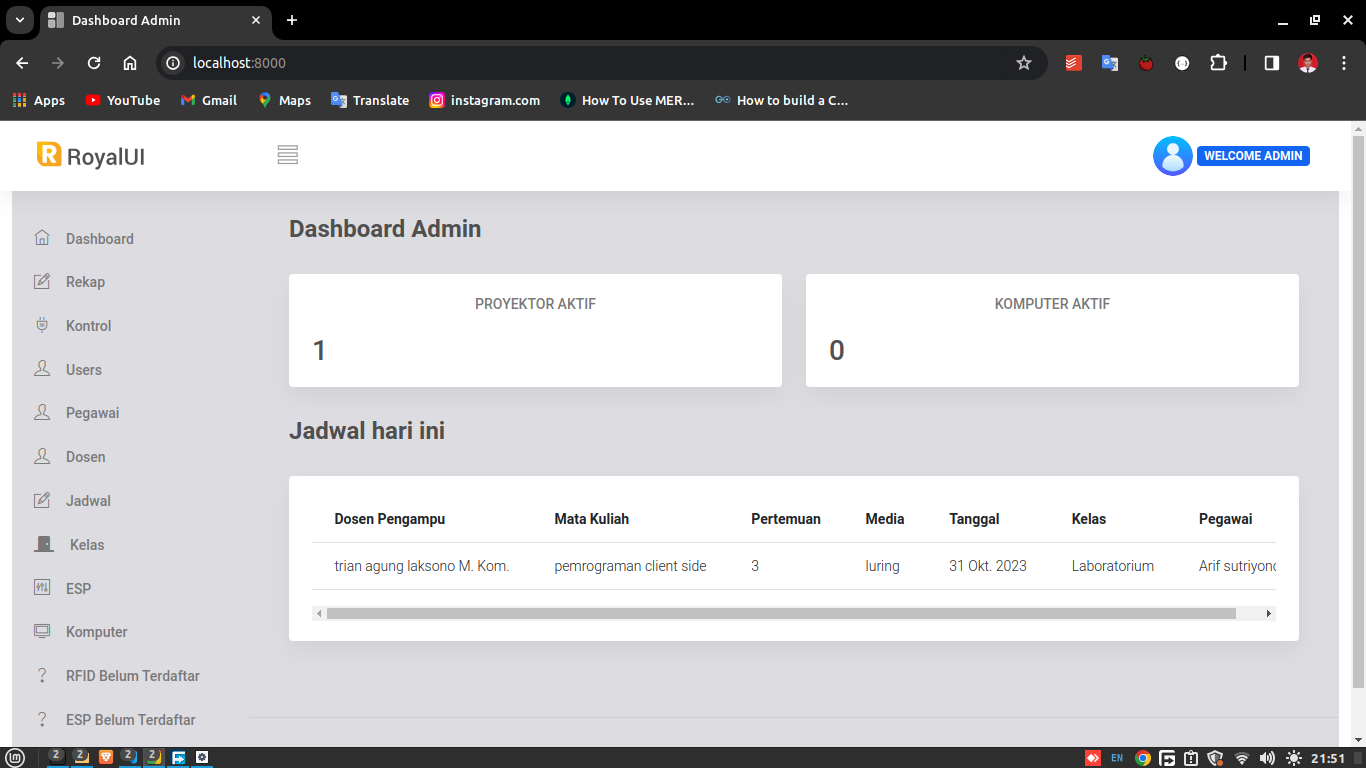 Dashboard Admin
localhost:8000
Apps YouTube Gmail Maps Translate instagram.com How To Use MER... How to build a C...
R RoyalUI
WELCOME ADMIN
Dashboard
Rekap
Kontrol
Users
Pegawai
Dosen
Jadwal
Kelas
ESP
Komputer
RFID Belum Terdaftar
ESP Belum Terdaftar
Dashboard Admin
PROYEKTOR AKTIF
1
KOMPUTER AKTIF
0
Jadwal hari ini
Dosen Pengampu Mata Kuliah Pertemuan Media Tanggal Kelas Pegawai
trian agung laksono M. Kom. pemrograman client side 3 luring 31 Okt. 2023 Laboratorium Arif sutriyono
2 2 2 2 EN 21:51